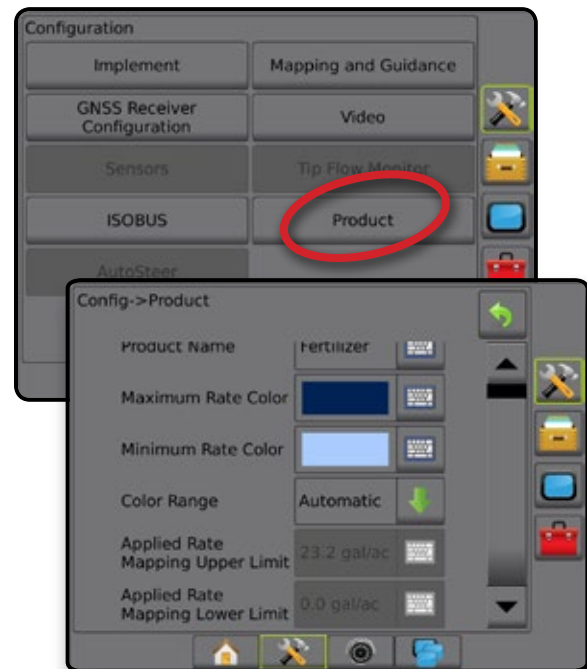 Configuration
Implement
Mapping and Guidance
GNSS Receiver
Configuration
Video
Sensors
Tip Flow Monitor
ISOBUS
Product
AutoSteer
Config->Product
Product Name
Fertilizer
Maximum Rate Color
Minimum Rate Color
Color Range
Automatic
Applied Rate
Mapping Upper Limit
23.2 gal/ac
Applied Rate
Mapping Lower Limit
0.0 gal/ac